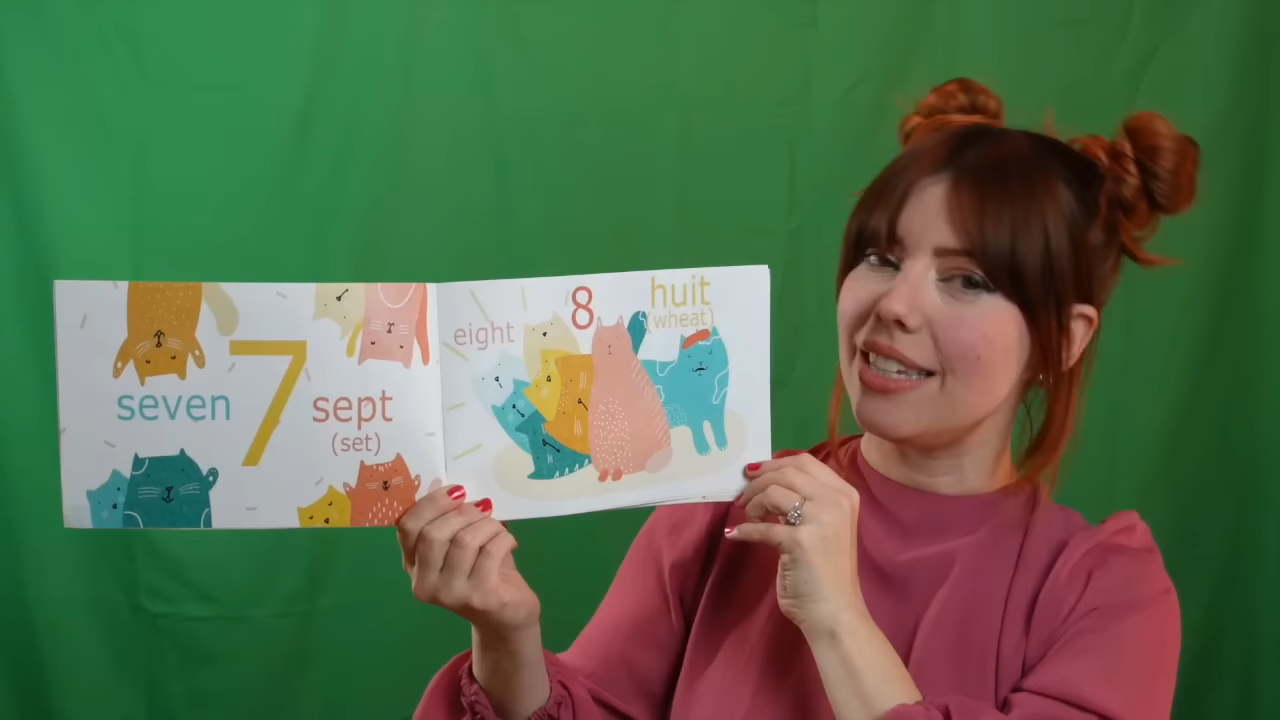 7
seven
sept
(set)
8
eight
huit
(wheat)